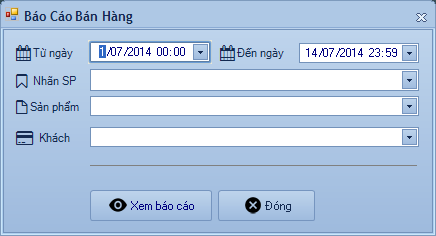 Báo Cáo Bán Hàng
Từ ngày 1/07/2014 00:00 Đến ngày 14/07/2014 23:59
Nhãn SP
Sản phẩm
Khách
Xem báo cáo Đóng